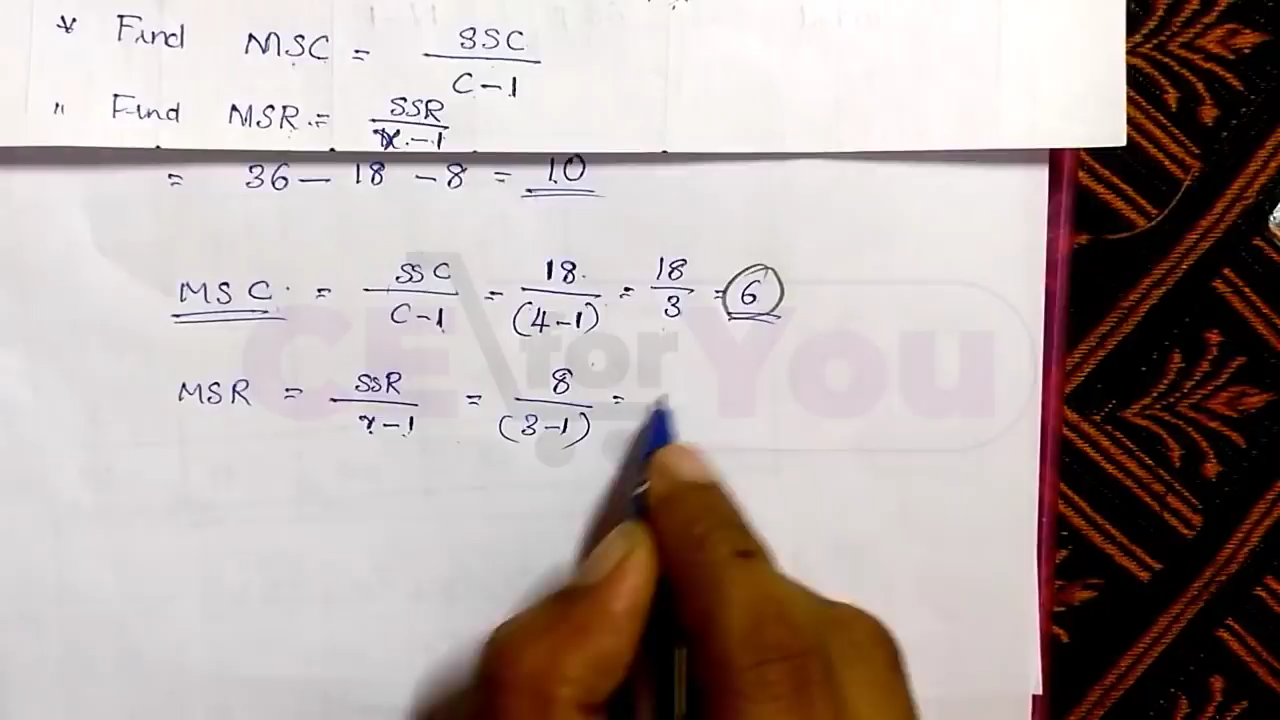 * Find MSC = SSC / C-1
" Find MSR = SSR / r-1
= 36 - 18 - 8 = 10
MSC = SSC / C-1 = 18 / (4-1) = 18 / 3 = 6
MSR = SSR / r-1 = 8 / (3-1) =
CE for You